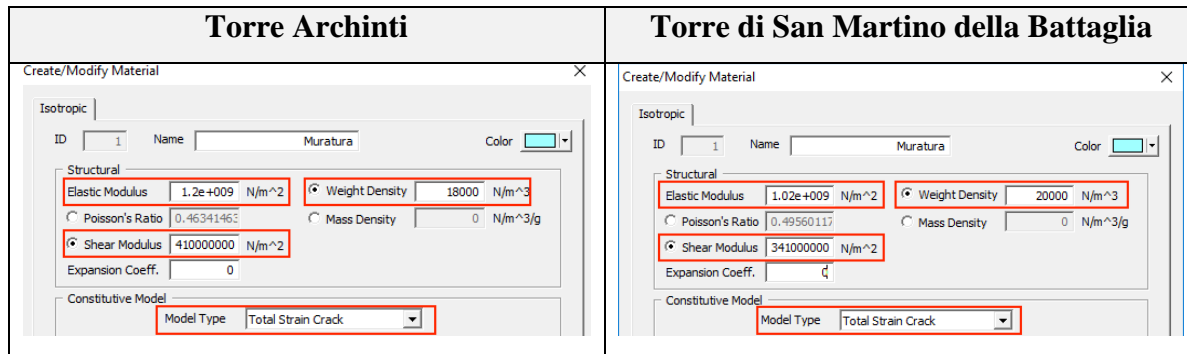 Torre Archinti
Create/Modify Material
Isotropic
ID 1 Name Muratura Color
Structural
Elastic Modulus 1.2e+009 N/m^2 Weight Density 18000 N/m^3
Poisson's Ratio 0.46341463 Mass Density 0 N/m^3/g
Shear Modulus 410000000 N/m^2
Expansion Coeff. 0
Constitutive Model
Model Type Total Strain Crack
Torre di San Martino della Battaglia
Create/Modify Material
Isotropic
ID 1 Name Muratura Color
Structural
Elastic Modulus 1.02e+009 N/m^2 Weight Density 20000 N/m^3
Poisson's Ratio 0.49560117 Mass Density 0 N/m^3/g
Shear Modulus 341000000 N/m^2
Expansion Coeff. 0
Constitutive Model
Model Type Total Strain Crack